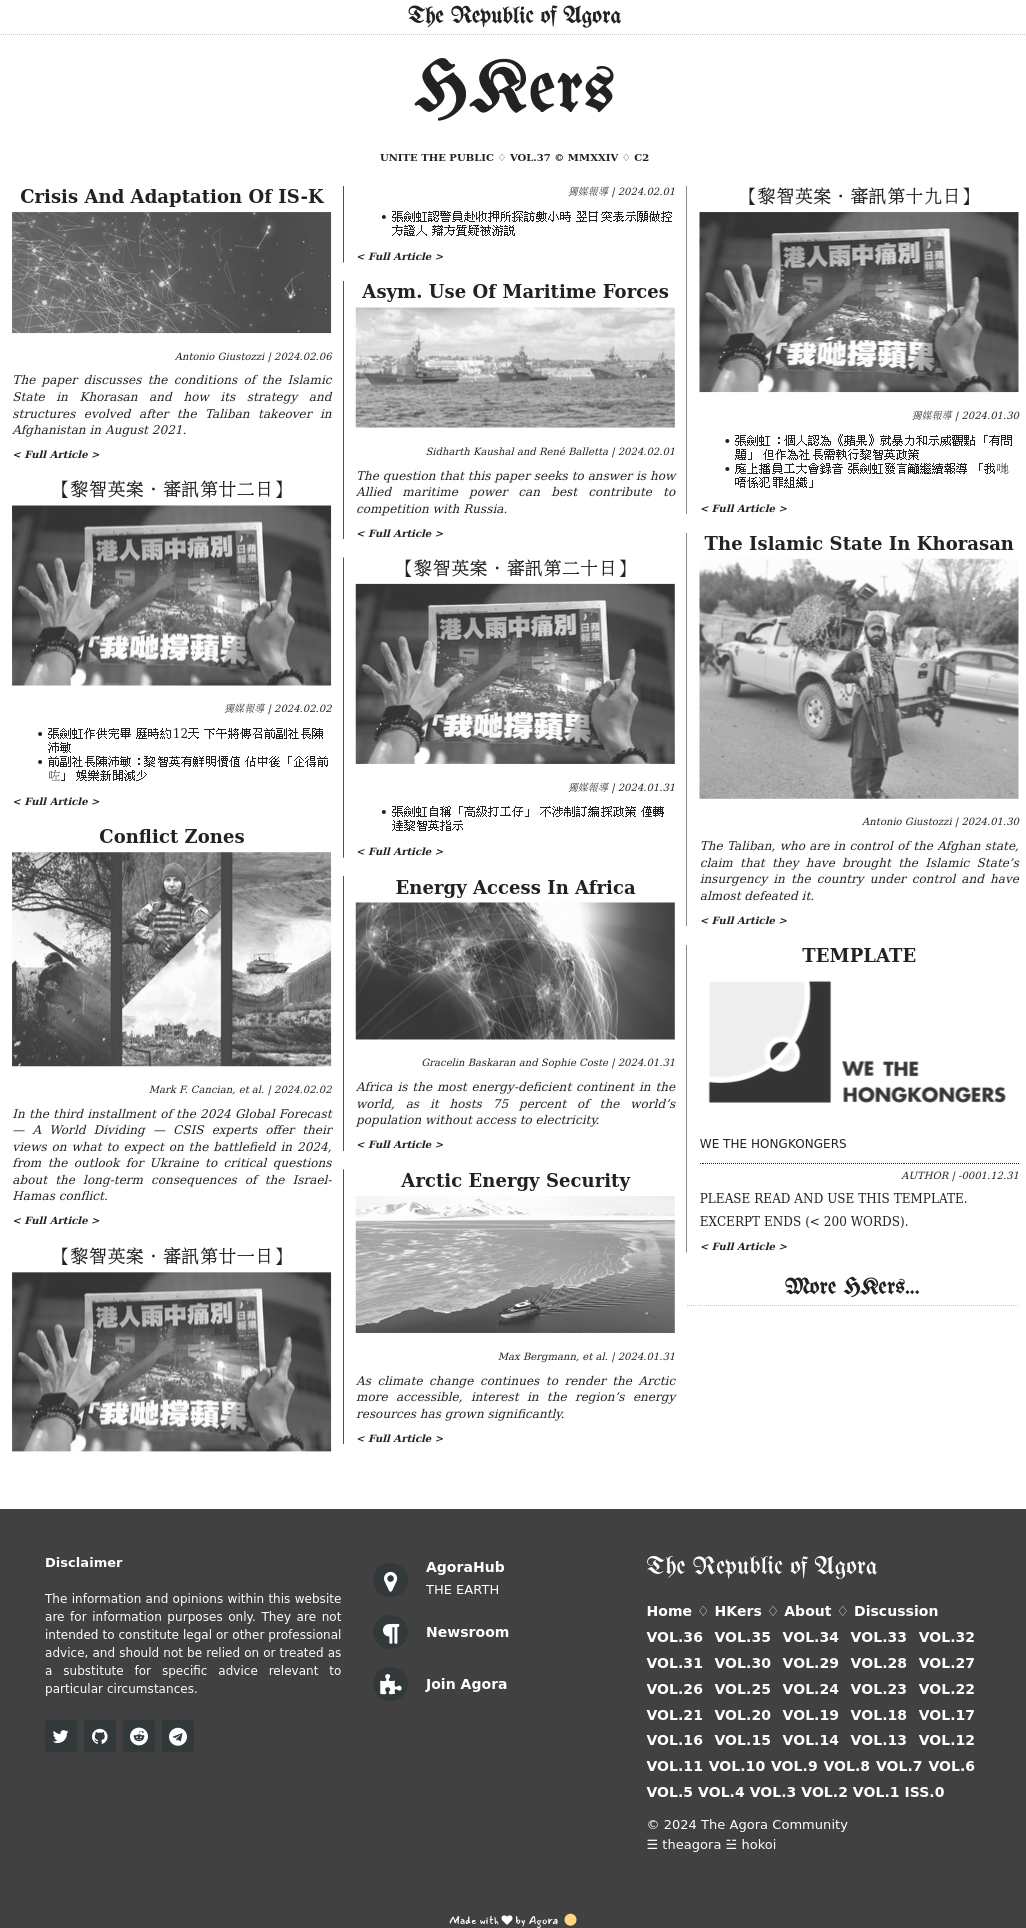 The Republic of Agora
HKers
UNITE THE PUBLIC ♢ VOL.37 © MMXXIV ♢ C2
Crisis And Adaptation Of IS-K
Antonio Giustozzi | 2024.02.06
The paper discusses the conditions of the Islamic
State in Khorasan and how its strategy and
structures evolved after the Taliban takeover in
Afghanistan in August 2021.
< Full Article >
【黎智英案・審訊第廿二日】
港人雨中痛別
蘋果日報
「我哋撐蘋果
獨媒報導 | 2024.02.02
• 張劍虹作供完畢 歷時約12天 下午將傳召前副社長陳
沛敏
• 前副社長陳沛敏：黎智英有鮮明價值 佔中後「企得前
咗」 娛樂新聞減少
< Full Article >
Conflict Zones
Mark F. Cancian, et al. | 2024.02.02
In the third installment of the 2024 Global Forecast
— A World Dividing — CSIS experts offer their
views on what to expect on the battlefield in 2024,
from the outlook for Ukraine to critical questions
about the long-term consequences of the Israel-
Hamas conflict.
< Full Article >
【黎智英案・審訊第廿一日】
港人雨中痛別
蘋果日報
「我哋撐蘋果
獨媒報導 | 2024.02.01
• 張劍虹認警員赴收押所探訪數小時 翌日突表示願做控
方證人 辯方質疑被游説
< Full Article >
Asym. Use Of Maritime Forces
Sidharth Kaushal and René Balletta | 2024.02.01
The question that this paper seeks to answer is how
Allied maritime power can best contribute to
competition with Russia.
< Full Article >
【黎智英案・審訊第二十日】
港人雨中痛別
蘋果日報
「我哋撐蘋果
獨媒報導 | 2024.01.31
• 張劍虹自稱「高級打工仔」 不涉制訂編採政策 僅轉
達黎智英指示
< Full Article >
Energy Access In Africa
Gracelin Baskaran and Sophie Coste | 2024.01.31
Africa is the most energy-deficient continent in the
world, as it hosts 75 percent of the world’s
population without access to electricity.
< Full Article >
Arctic Energy Security
Max Bergmann, et al. | 2024.01.31
As climate change continues to render the Arctic
more accessible, interest in the region’s energy
resources has grown significantly.
< Full Article >
【黎智英案・審訊第十九日】
港人雨中痛別
蘋果日報
「我哋撐蘋果
獨媒報導 | 2024.01.30
• 張劍虹：個人認為《蘋果》就暴力和示威觀點「有問
題」 但作為社長需執行黎智英政策
• 庭上播員工大會錄音 張劍虹發言籲繼續報導 「我哋
唔係犯罪組織」
< Full Article >
The Islamic State In Khorasan
Antonio Giustozzi | 2024.01.30
The Taliban, who are in control of the Afghan state,
claim that they have brought the Islamic State’s
insurgency in the country under control and have
almost defeated it.
< Full Article >
TEMPLATE
WE THE
HONGKONGERS
WE THE HONGKONGERS
AUTHOR | -0001.12.31
PLEASE READ AND USE THIS TEMPLATE.
EXCERPT ENDS (< 200 WORDS).
< Full Article >
More HKers...
Disclaimer
The information and opinions within this website
are for information purposes only. They are not
intended to constitute legal or other professional
advice, and should not be relied on or treated as
a substitute for specific advice relevant to
particular circumstances.
AgoraHub
THE EARTH
Newsroom
Join Agora
The Republic of Agora
Home ♢ HKers ♢ About ♢ Discussion
VOL.36 VOL.35 VOL.34 VOL.33 VOL.32
VOL.31 VOL.30 VOL.29 VOL.28 VOL.27
VOL.26 VOL.25 VOL.24 VOL.23 VOL.22
VOL.21 VOL.20 VOL.19 VOL.18 VOL.17
VOL.16 VOL.15 VOL.14 VOL.13 VOL.12
VOL.11 VOL.10 VOL.9 VOL.8 VOL.7 VOL.6
VOL.5 VOL.4 VOL.3 VOL.2 VOL.1 ISS.0
© 2024 The Agora Community
☰ theagora ☱ hokoi
Made with ♥ by Agora